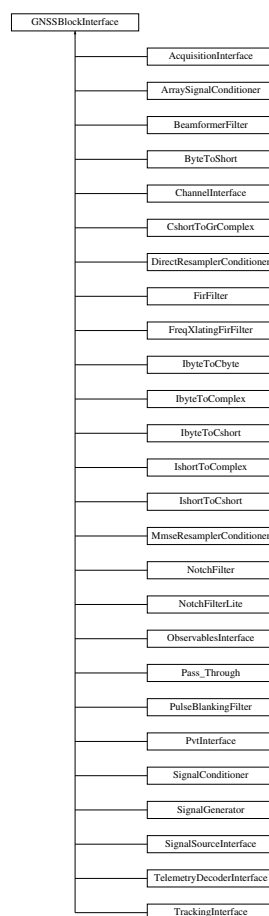 GNSSBlockInterface
AcquisitionInterface
ArraySignalConditioner
BeamformerFilter
ByteToShort
ChannelInterface
CshortToGrComplex
DirectResamplerConditioner
FirFilter
FreqXlatingFirFilter
IbyteToCbyte
IbyteToComplex
IbyteToCshort
IshortToComplex
IshortToCshort
MmseResamplerConditioner
NotchFilter
NotchFilterLite
ObservablesInterface
Pass_Through
PulseBlankingFilter
PvtInterface
SignalConditioner
SignalGenerator
SignalSourceInterface
TelemetryDecoderInterface
TrackingInterface